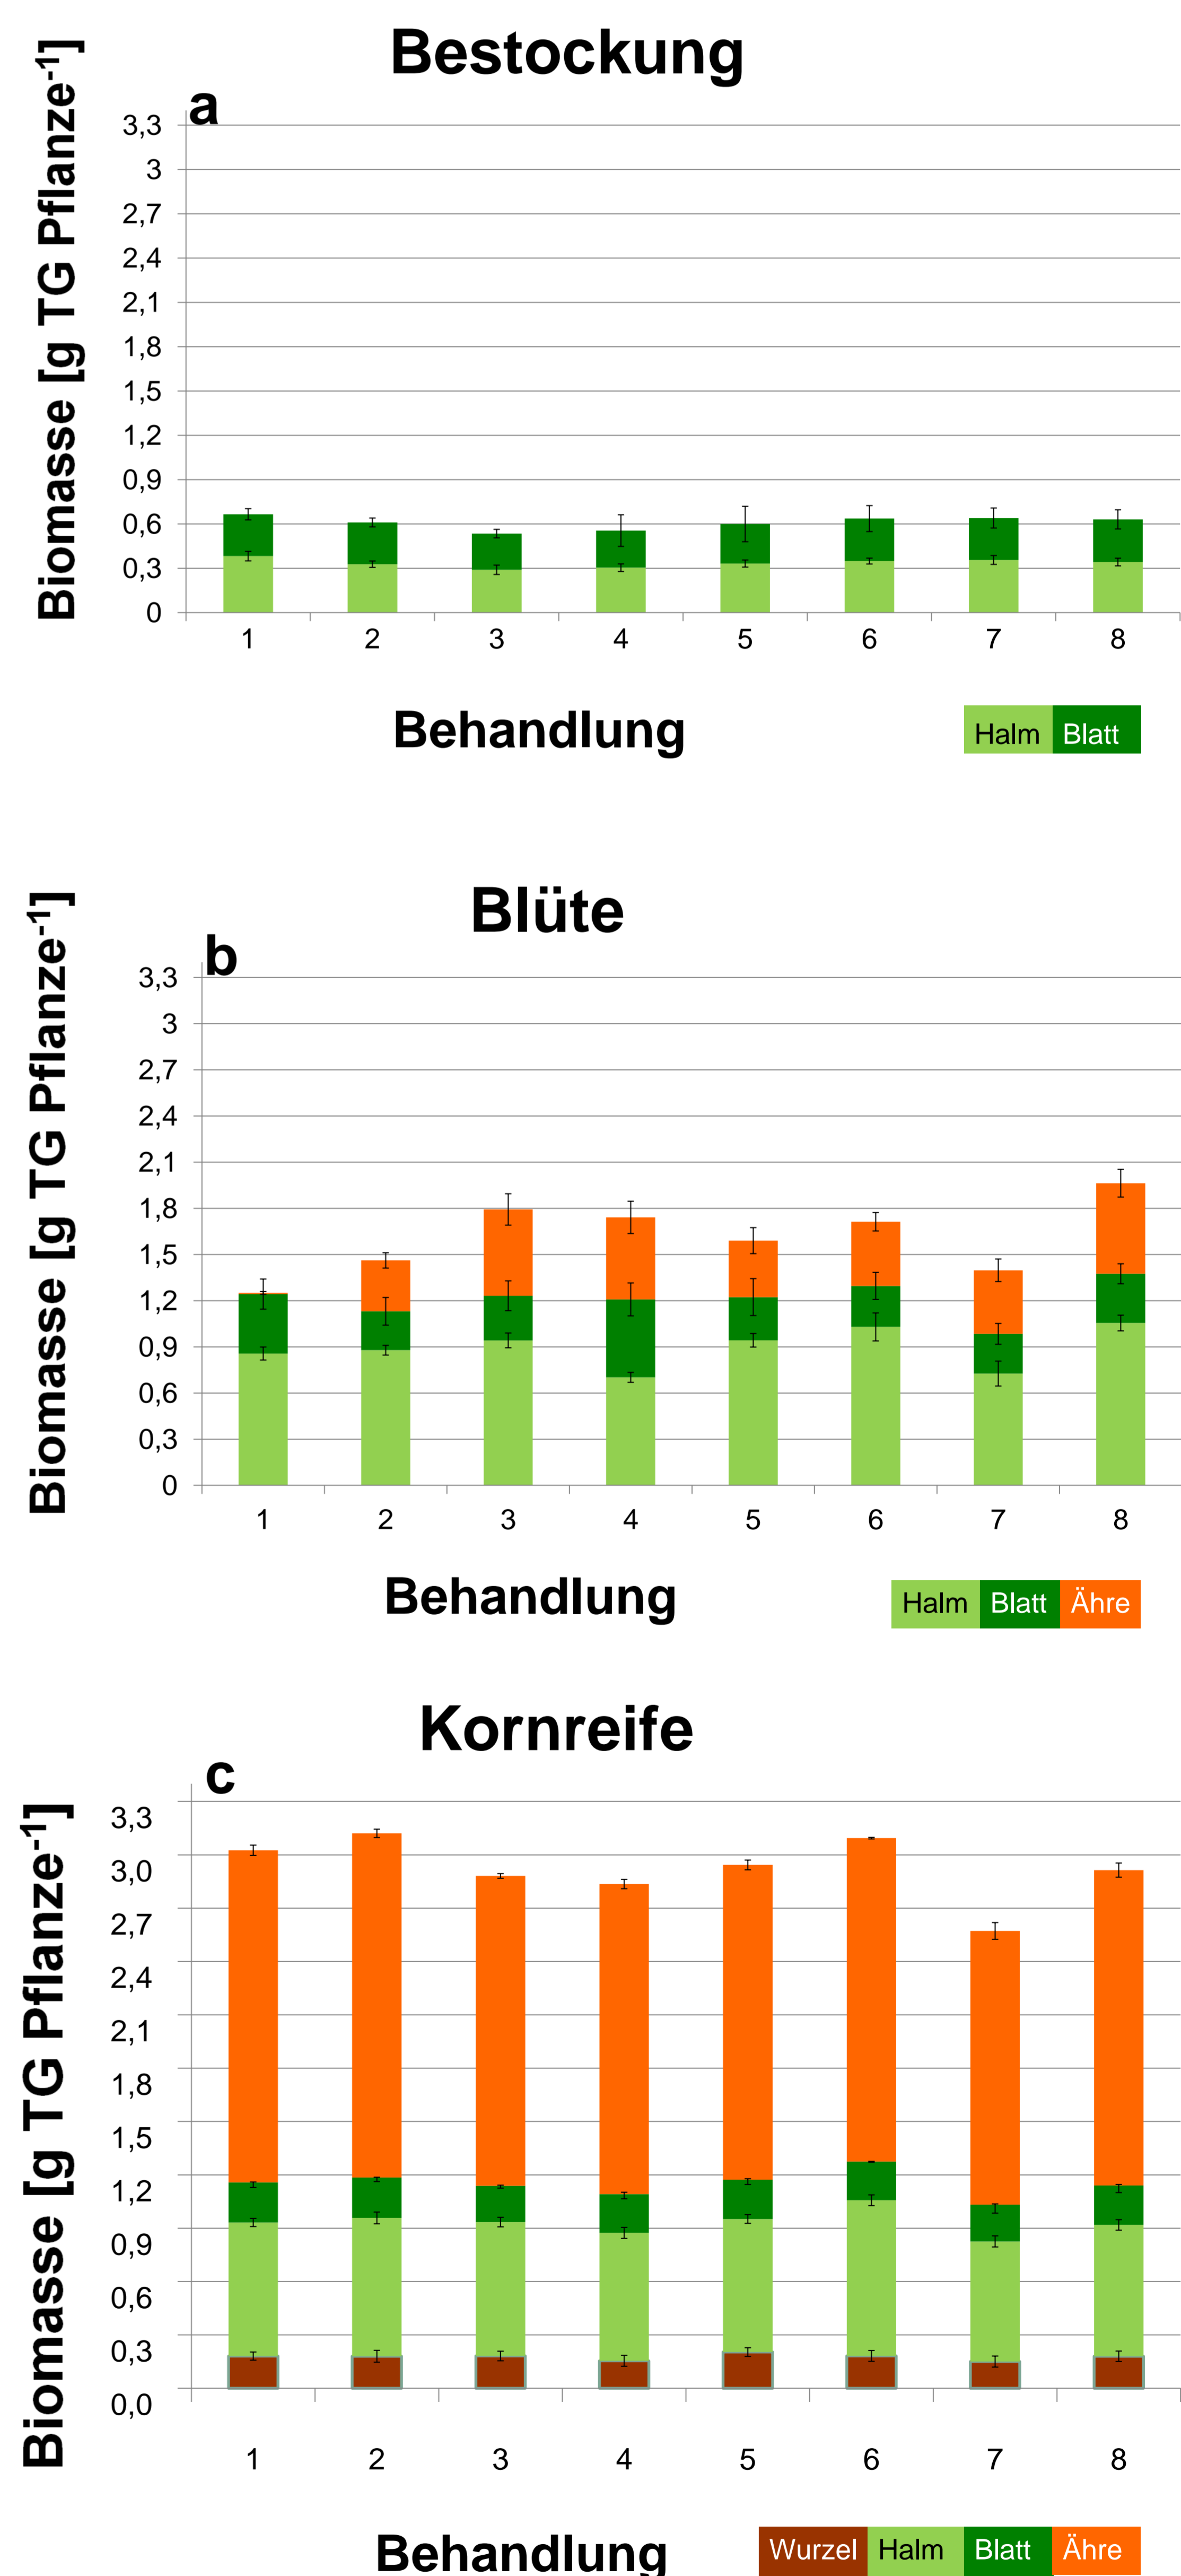 Bestockung
a
Biomasse [g TG Pflanze-1]
3,3
3
2,7
2,4
2,1
1,8
1,5
1,2
0,9
0,6
0,3
0
1 2 3 4 5 6 7 8
Behandlung
Halm Blatt
Blüte
b
Biomasse [g TG Pflanze-1]
3,3
3
2,7
2,4
2,1
1,8
1,5
1,2
0,9
0,6
0,3
0
1 2 3 4 5 6 7 8
Behandlung
Halm Blatt Ähre
Kornreife
c
Biomasse [g TG Pflanze-1]
3,3
3,0
2,7
2,4
2,1
1,8
1,5
1,2
0,9
0,6
0,3
0,0
1 2 3 4 5 6 7 8
Behandlung
Wurzel Halm Blatt Ähre